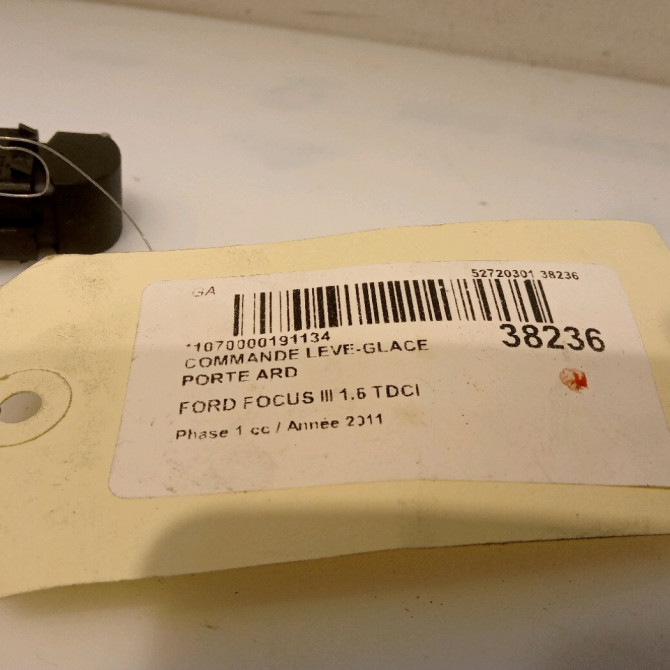 GA
52720301 38236
*1070000191134
38236
COMMANDE LEVE-GLACE
PORTE ARD
FORD FOCUS III 1.6 TDCI
Phase 1 cc / Année 2011